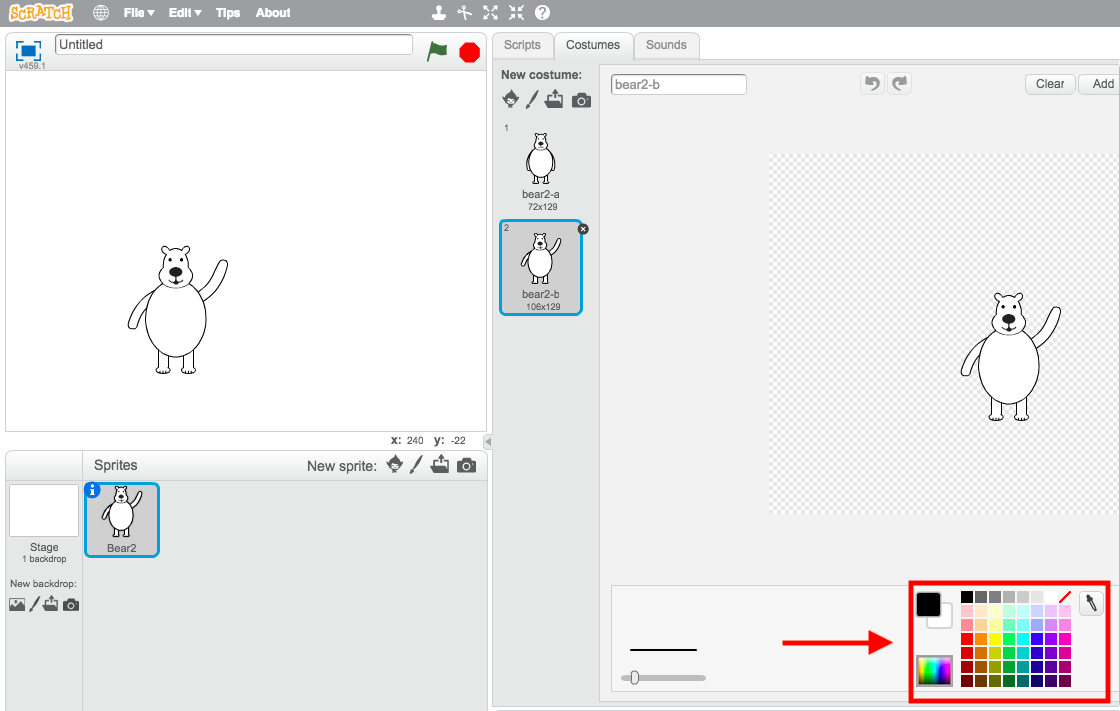 SCRATCH File Edit Tips About
Untitled
v459.1
Scripts Costumes Sounds
New costume:
bear2-b
Clear Add
1
bear2-a
72x129
2
bear2-b
106x129
x: 240 y: -22
Sprites New sprite:
Stage
1 backdrop
New backdrop:
Bear2